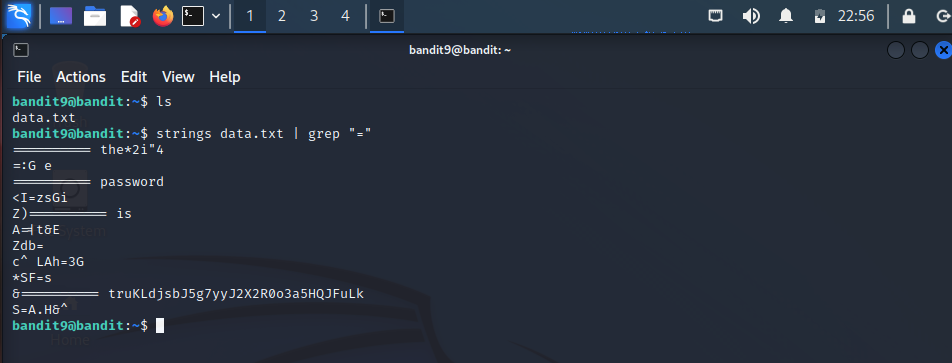 1 2 3 4 22:56
bandit9@bandit: ~
File Actions Edit View Help
bandit9@bandit:~$ ls
data.txt
bandit9@bandit:~$ strings data.txt | grep "="
========== the*2i"4
=:G e
========== password
<I=zsGi
Z)========== is
A=|t&E
Zdb=
c^ LAh=3G
*SF=s
&========== truKLdjsbJ5g7yyJ2X2R0o3a5HQJFuLk
S=A.H&^
bandit9@bandit:~$
Home